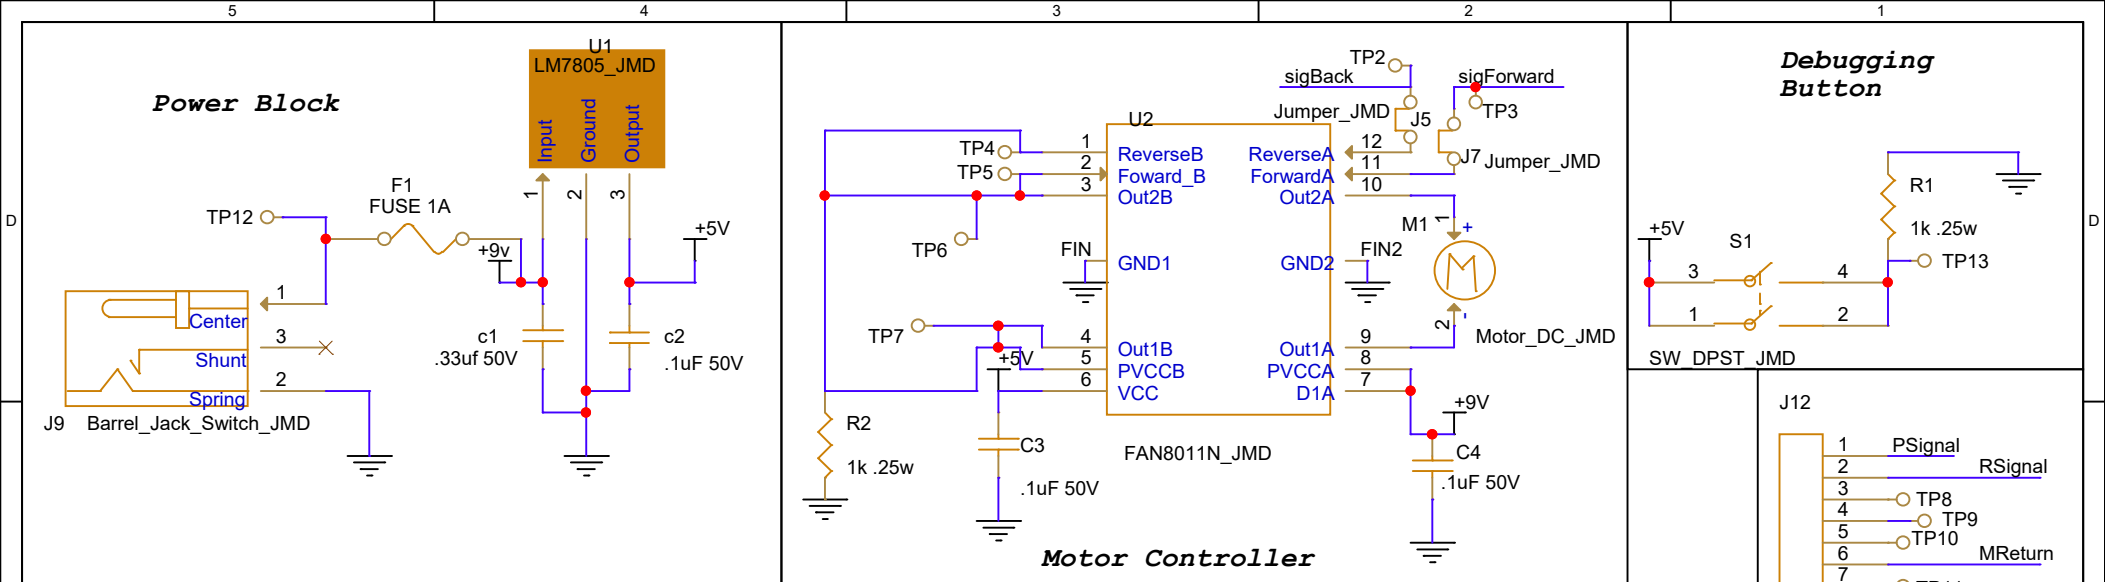 5
4
3
2
1
D
D
Power Block
U1
LM7805_JMD
Input
Ground
Output
1
2
3
F1
FUSE 1A
TP12
+9v
+5V
1
Center
3
Shunt
2
Spring
J9
Barrel_Jack_Switch_JMD
c1
.33uf 50V
c2
.1uF 50V
TP2
sigBack
sigForward
TP3
Jumper_JMD
J5
J7
Jumper_JMD
U2
TP4
1
ReverseB
ReverseA
12
TP5
2
Foward_B
ForwardA
11
3
Out2B
Out2A
10
TP6
FIN
GND1
GND2
FIN2
M1
1
+
M
-
2
Motor_DC_JMD
TP7
4
Out1B
Out1A
9
+5V
5
PVCCB
PVCCA
8
6
VCC
D1A
7
+9V
R2
1k .25w
C3
.1uF 50V
FAN8011N_JMD
C4
.1uF 50V
Motor Controller
Debugging
Button
R1
1k .25w
+5V
S1
TP13
3
4
1
2
SW_DPST_JMD
J12
1
PSignal
2
RSignal
3
TP8
4
TP9
5
TP10
6
MReturn
7